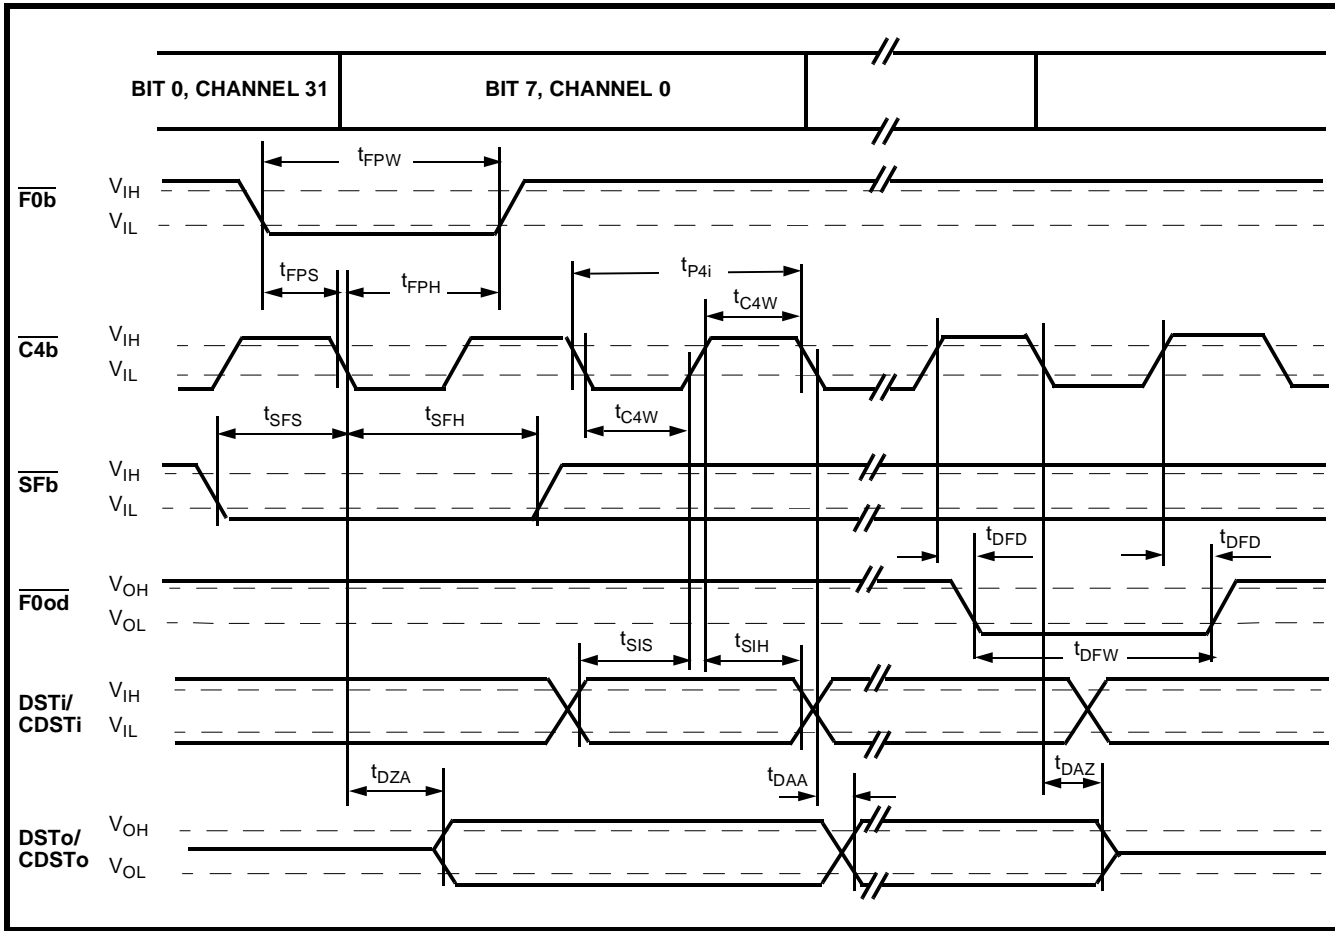 BIT 0, CHANNEL 31 BIT 7, CHANNEL 0
tFPW
F0b VIH
VIL
tFPS tFPH tP4i
tC4W
C4b VIH
VIL
tSFS tSFH tC4W
SFb VIH
VIL
tDFD tDFD
F0od VOH
VOL
tSIS tSIH tDFW
DSTi/
CDSTi
VIH
VIL
tDZA tDAA tDAZ
DSTo/
CDSTo
VOH
VOL